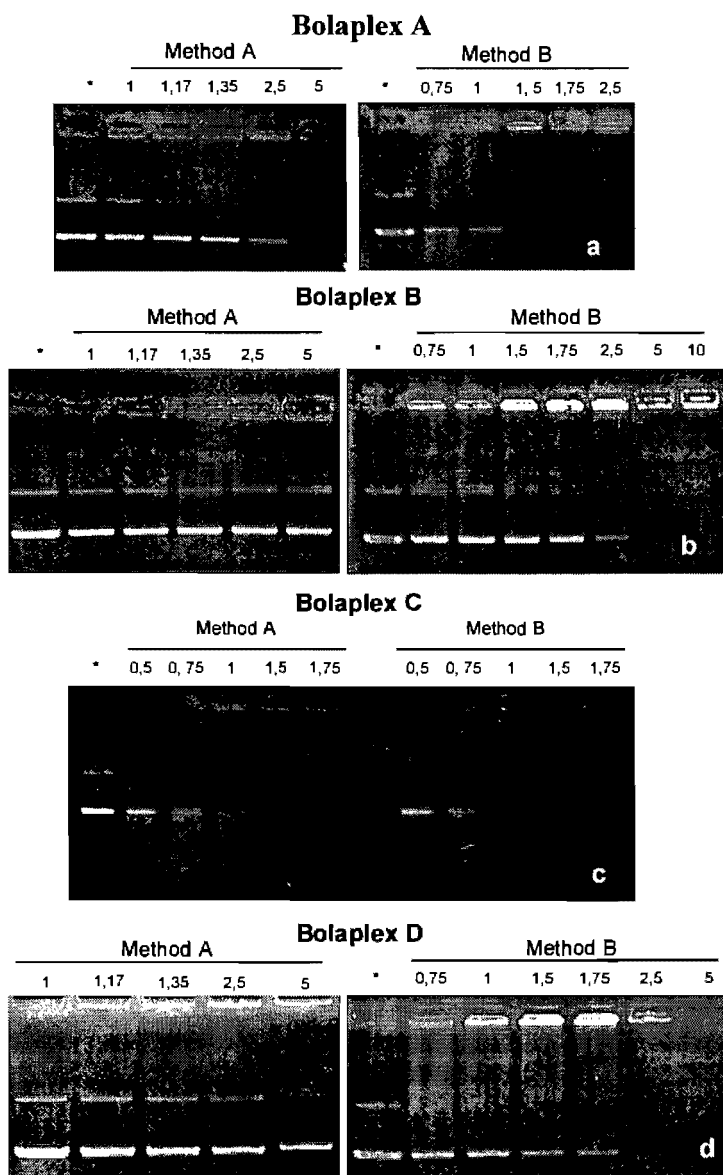 Bolaplex A
Method A
Method B
* 1 1,17 1,35 2,5 5
* 0,75 1 1,5 1,75 2,5
a
Bolaplex B
Method A
Method B
* 1 1,17 1,35 2,5 5
* 0,75 1 1,5 1,75 2,5 5 10
b
Bolaplex C
Method A
Method B
* 0,5 0, 75 1 1,5 1,75
0,5 0, 75 1 1,5 1,75
c
Bolaplex D
Method A
Method B
1 1,17 1,35 2,5 5
* 0,75 1 1,5 1,75 2,5 5
d